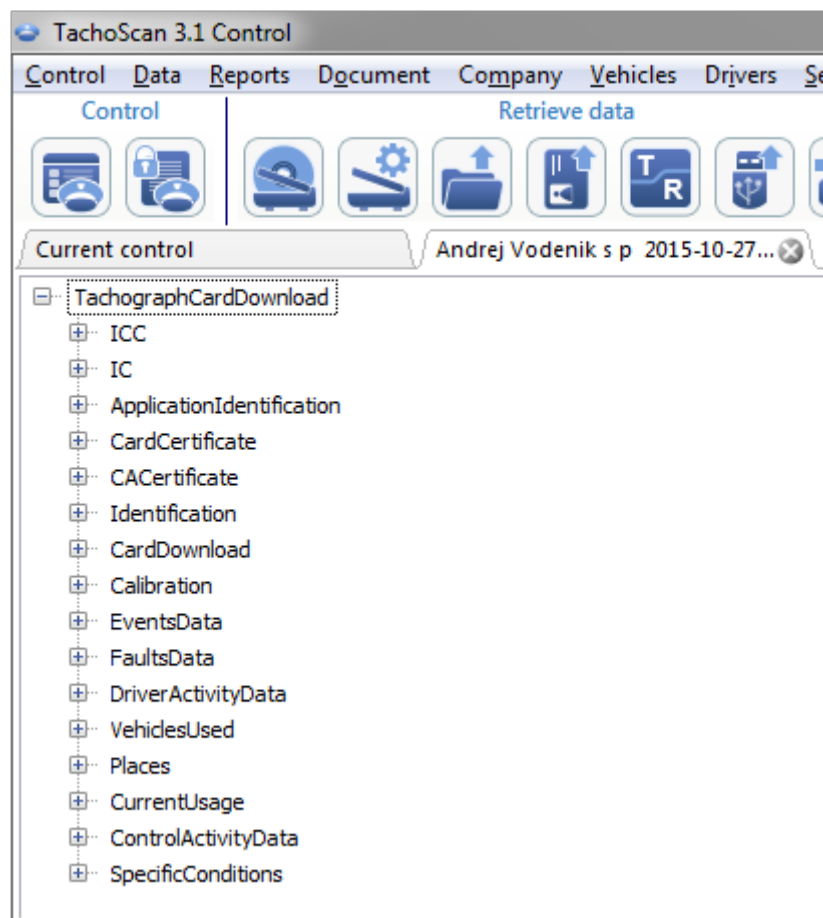 TachoScan 3.1 Control
Control Data Reports Document Company Vehicles Drivers
Control Retrieve data
T R
Current control Andrej Vodenik s p 2015-10-27...
TachographCardDownload
ICC
IC
ApplicationIdentification
CardCertificate
CACertificate
Identification
CardDownload
Calibration
EventsData
FaultsData
DriverActivityData
VehiclesUsed
Places
CurrentUsage
ControlActivityData
SpecificConditions